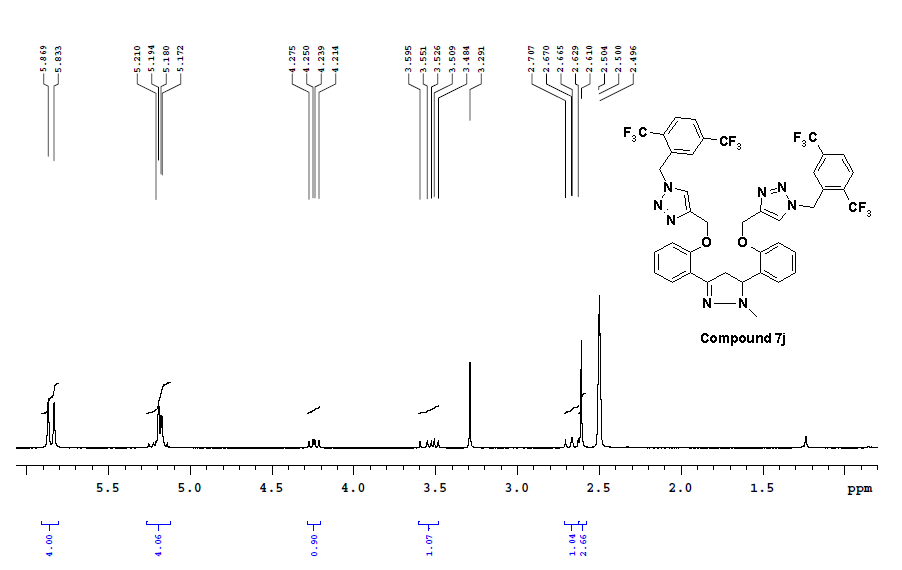 5.869
5.833
5.210
5.194
5.180
5.172
4.275
4.250
4.239
4.214
3.595
3.551
3.526
3.509
3.484
3.291
2.707
2.670
2.665
2.629
2.610
2.504
2.500
2.496
F3C
CF3
F3C
N
N
N
N
N
N
CF3
O
O
N
N
Compound 7j
5.5
5.0
4.5
4.0
3.5
3.0
2.5
2.0
1.5
ppm
4.00
4.06
0.90
1.07
1.04
2.66